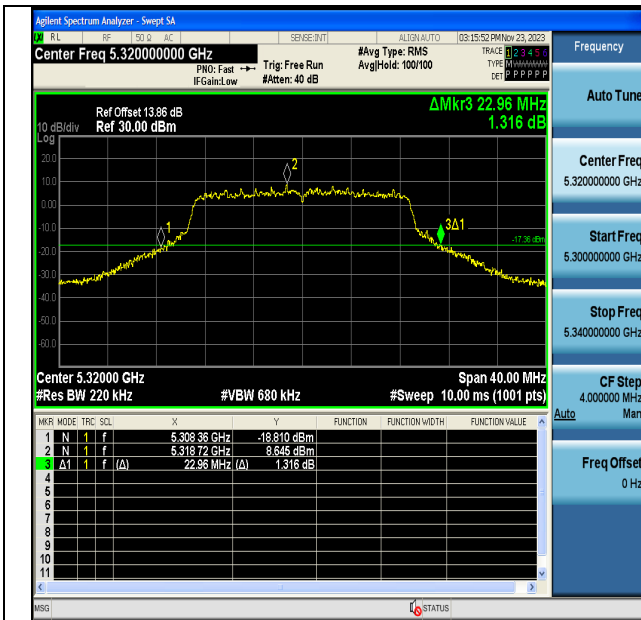 Agilent Spectrum Analyzer - Swept SA
RL RF 50 Ω AC SENSE:INT ALIGN AUTO 03:15:52 PM Nov 23, 2023
Center Freq 5.320000000 GHz
PNO: Fast
IFGain:Low
Trig: Free Run
#Atten: 40 dB
#Avg Type: RMS
Avg|Hold: 100/100
TRACE 1 2 3 4 5 6
TYPE M
DET P P P P P P
Ref Offset 13.86 dB
Ref 30.00 dBm
ΔMkr3 22.96 MHz
1.316 dB
10 dB/div
Log
20.0
10.0
0.00
-10.0
-20.0
-30.0
-40.0
-50.0
-60.0
1
2
3Δ1
-17.36 dBm
Center 5.32000 GHz
Span 40.00 MHz
#Res BW 220 kHz
#VBW 680 kHz
#Sweep 10.00 ms (1001 pts)
MKR MODE TRC SCL X Y FUNCTION FUNCTION WIDTH FUNCTION VALUE
1 N 1 f 5.308 36 GHz -18.810 dBm
2 N 1 f 5.318 72 GHz 8.645 dBm
3 Δ1 1 f (Δ) 22.96 MHz (Δ) 1.316 dB
4
5
6
7
8
9
10
11
MSG
STATUS
Frequency
Auto Tune
Center Freq
5.320000000 GHz
Start Freq
5.300000000 GHz
Stop Freq
5.340000000 GHz
CF Step
4.000000 MHz
Auto Man
Freq Offset
0 Hz